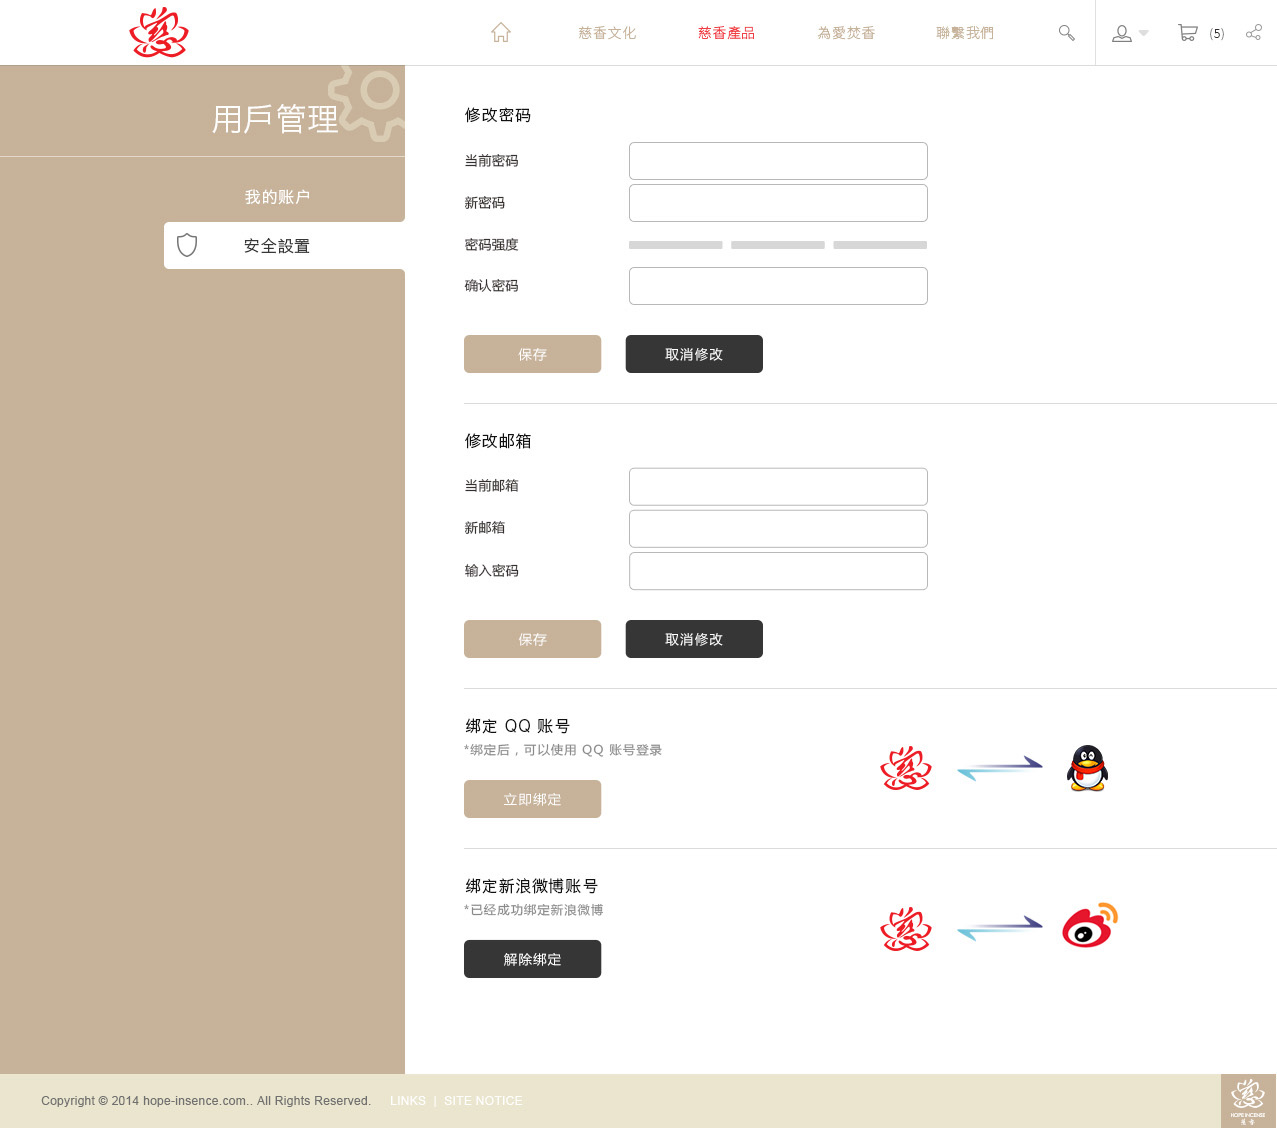 慈香文化 慈香產品 為愛焚香 聯繫我們 (5)
用戶管理
我的账户
安全設置
修改密码
当前密码
新密码
密码强度
确认密码
保存 取消修改
修改邮箱
当前邮箱
新邮箱
输入密码
保存 取消修改
绑定 QQ 账号
*绑定后，可以使用 QQ 账号登录
立即绑定
绑定新浪微博账号
*已经成功绑定新浪微博
解除绑定
Copyright © 2014 hope-insence.com.. All Rights Reserved. LINKS | SITE NOTICE
HOPE INCENSE